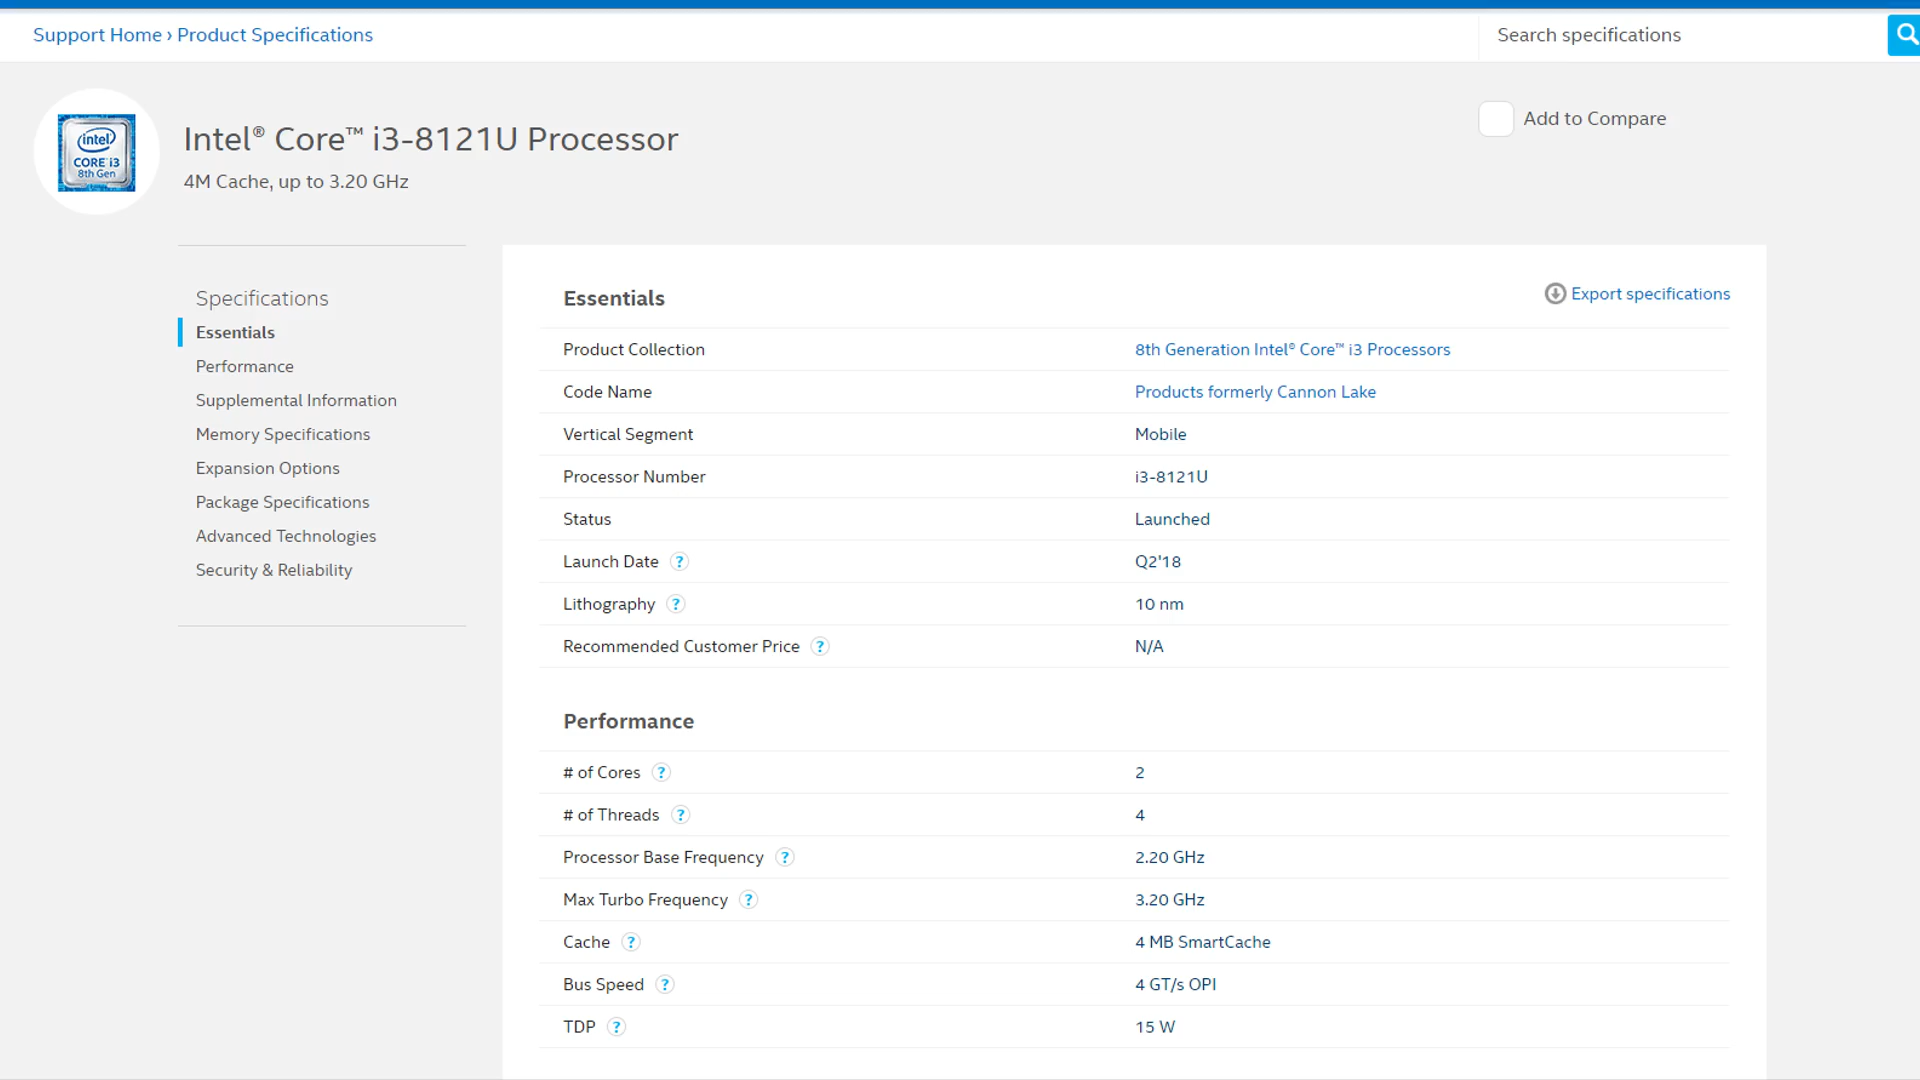 Support Home › Product Specifications
Search specifications
intel
CORE i3
8th Gen
Intel® Core™ i3-8121U Processor
4M Cache, up to 3.20 GHz
Add to Compare
Specifications
Essentials
Performance
Supplemental Information
Memory Specifications
Expansion Options
Package Specifications
Advanced Technologies
Security & Reliability
Essentials
Export specifications
Product Collection 8th Generation Intel® Core™ i3 Processors
Code Name Products formerly Cannon Lake
Vertical Segment Mobile
Processor Number i3-8121U
Status Launched
Launch Date ? Q2'18
Lithography ? 10 nm
Recommended Customer Price ? N/A
Performance
# of Cores ? 2
# of Threads ? 4
Processor Base Frequency ? 2.20 GHz
Max Turbo Frequency ? 3.20 GHz
Cache ? 4 MB SmartCache
Bus Speed ? 4 GT/s OPI
TDP ? 15 W